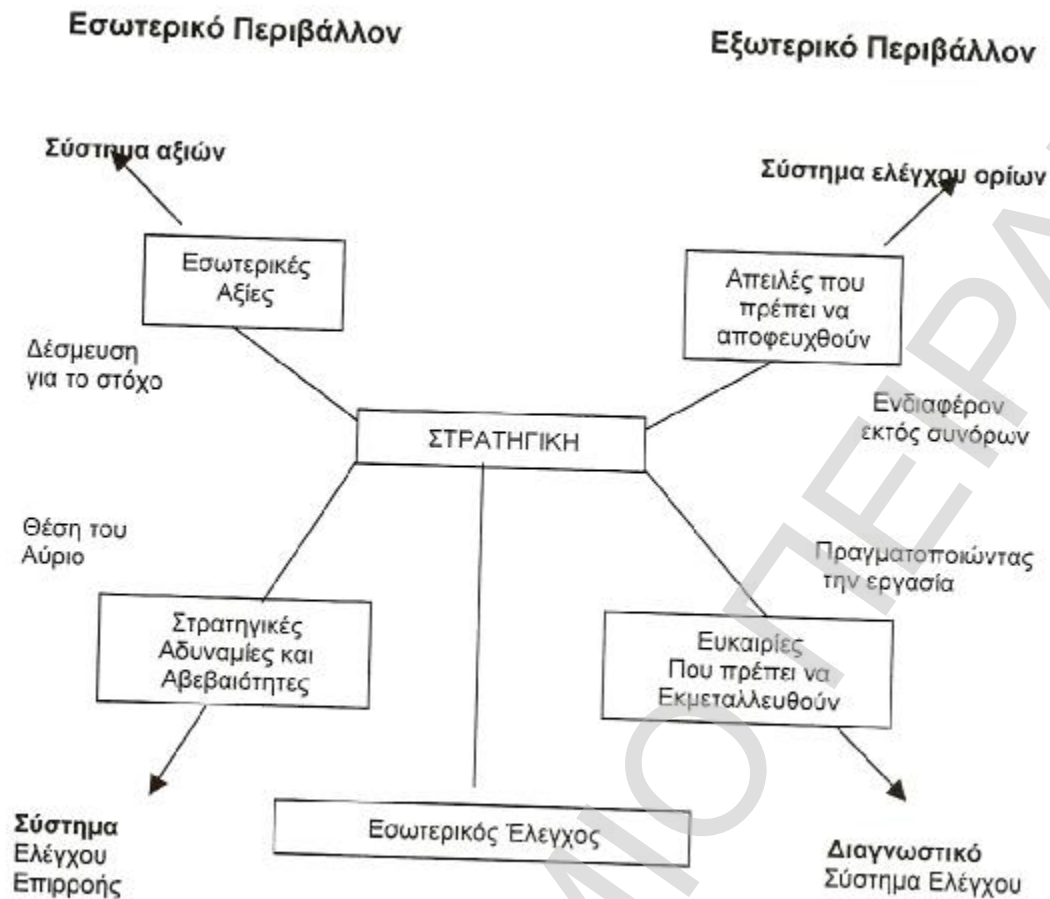 Εσωτερικό Περιβάλλον
Εξωτερικό Περιβάλλον
Σύστημα αξιών
Σύστημα ελέγχου ορίων
Εσωτερικές
Αξίες
Απειλές που
πρέπει να
αποφευχθούν
Δέσμευση
για το στόχο
Ενδιαφέρον
εκτός συνόρων
ΣΤΡΑΤΗΓΙΚΗ
Θέση του
Αύριο
Πραγματοποιώντας
την εργασία
Στρατηγικές
Αδυναμίες και
Αβεβαιότητες
Ευκαιρίες
Που πρέπει να
Εκμεταλλευθούν
Εσωτερικός Έλεγχος
Σύστημα
Ελέγχου
Επιρροής
Διαγνωστικό
Σύστημα Ελέγχου